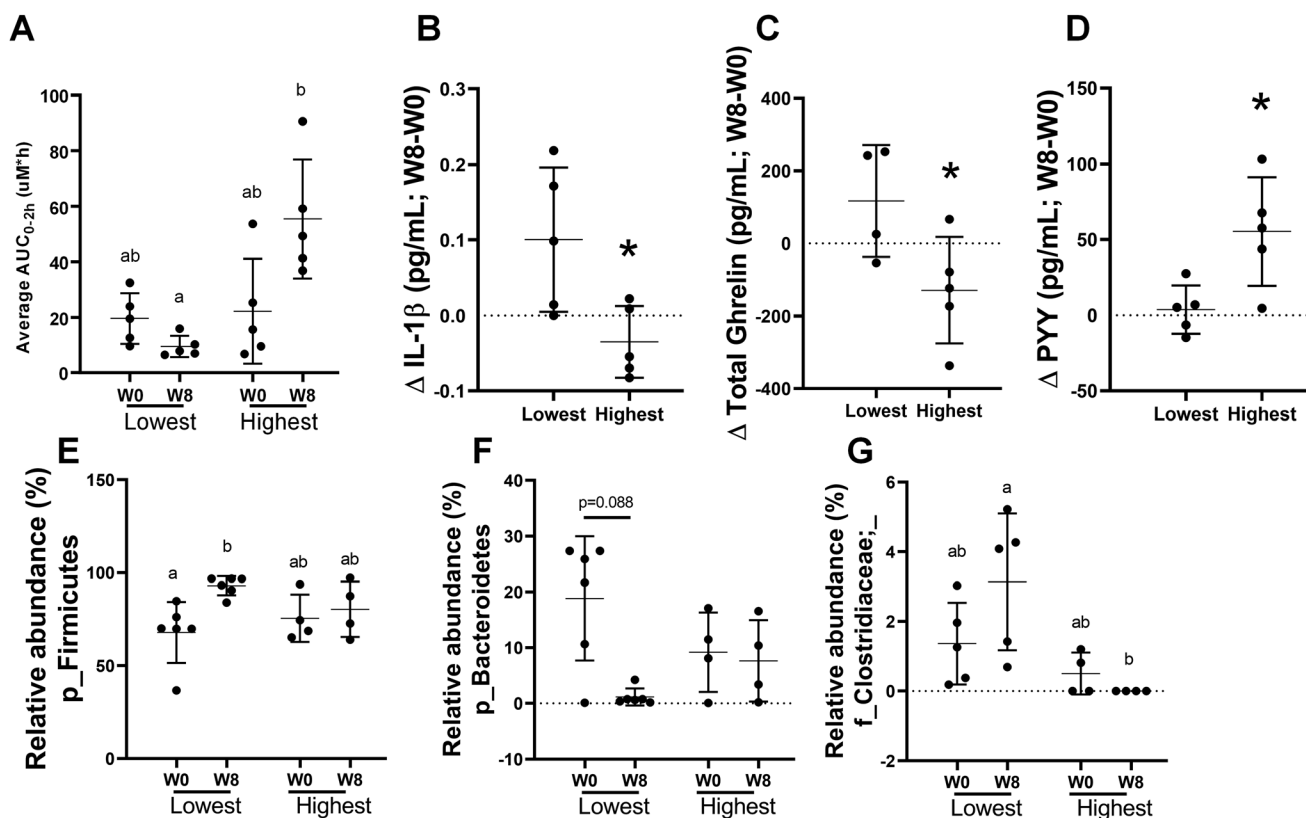 A
Average AUC0-2h (uM*h)
100
80
60
40
20
0
ab
a
ab
b
W0 W8 W0 W8
Lowest Highest
B
Δ IL-1β (pg/mL; W8-W0)
0.3
0.2
0.1
0.0
-0.1
*
Lowest Highest
C
Δ Total Ghrelin (pg/mL; W8-W0)
400
200
0
-200
-400
*
Lowest Highest
D
Δ PYY (pg/mL; W8-W0)
150
100
50
0
-50
*
Lowest Highest
E
Relative abundance (%)
p_Firmicutes
150
100
50
0
a
b
ab
ab
W0 W8 W0 W8
Lowest Highest
F
Relative abundance (%)
p_Bacteroidetes
40
30
20
10
0
-10
p=0.088
W0 W8 W0 W8
Lowest Highest
G
Relative abundance (%)
f_Clostridiaceae;_
6
4
2
0
-2
ab
a
ab
b
W0 W8 W0 W8
Lowest Highest